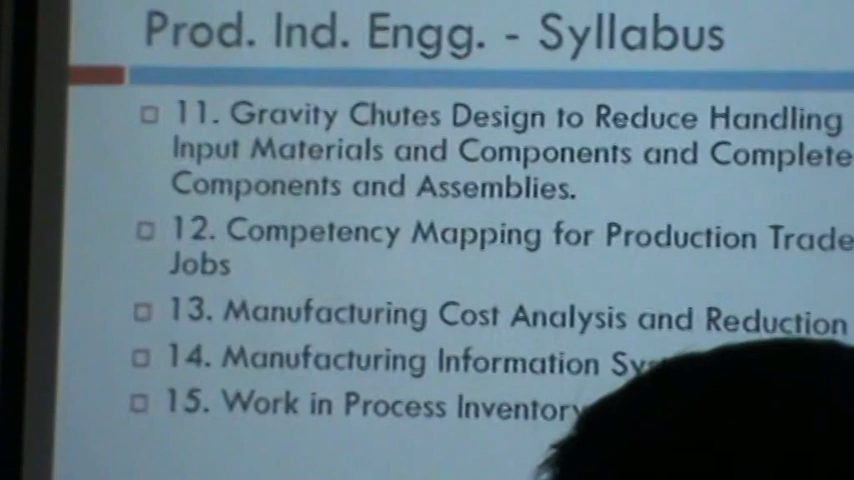 Prod. Ind. Engg. - Syllabus
11. Gravity Chutes Design to Reduce Handling
Input Materials and Components and Complete
Components and Assemblies.
12. Competency Mapping for Production Trade
Jobs
13. Manufacturing Cost Analysis and Reduction
14. Manufacturing Information
15. Work in Process Inventory